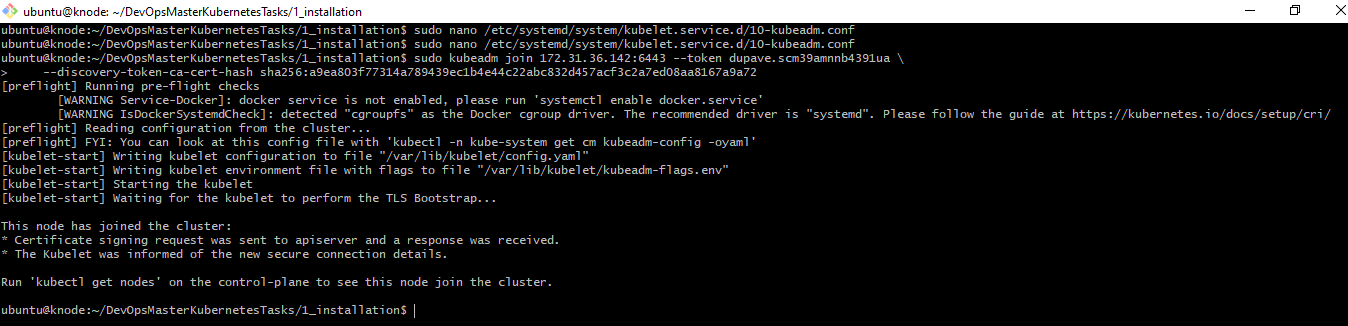 ubuntu@knode: ~/DevOpsMasterKubernetesTasks/1_installation
ubuntu@knode:~/DevOpsMasterKubernetesTasks/1_installation$ sudo nano /etc/systemd/system/kubelet.service.d/10-kubeadm.conf
ubuntu@knode:~/DevOpsMasterKubernetesTasks/1_installation$ sudo nano /etc/systemd/system/kubelet.service.d/10-kubeadm.conf
ubuntu@knode:~/DevOpsMasterKubernetesTasks/1_installation$ sudo kubeadm join 172.31.36.142:6443 --token dupave.scm39amnnb4391ua \
>     --discovery-token-ca-cert-hash sha256:a9ea803f77314a789439ec1b4e44c22abc832d457acf3c2a7ed08aa8167a9a72
[preflight] Running pre-flight checks
        [WARNING Service-Docker]: docker service is not enabled, please run 'systemctl enable docker.service'
        [WARNING IsDockerSystemdCheck]: detected "cgroupfs" as the Docker cgroup driver. The recommended driver is "systemd". Please follow the guide at https://kubernetes.io/docs/setup/cri/
[preflight] Reading configuration from the cluster...
[preflight] FYI: You can look at this config file with 'kubectl -n kube-system get cm kubeadm-config -oyaml'
[kubelet-start] Writing kubelet configuration to file "/var/lib/kubelet/config.yaml"
[kubelet-start] Writing kubelet environment file with flags to file "/var/lib/kubelet/kubeadm-flags.env"
[kubelet-start] Starting the kubelet
[kubelet-start] Waiting for the kubelet to perform the TLS Bootstrap...

This node has joined the cluster:
* Certificate signing request was sent to apiserver and a response was received.
* The Kubelet was informed of the new secure connection details.

Run 'kubectl get nodes' on the control-plane to see this node join the cluster.

ubuntu@knode:~/DevOpsMasterKubernetesTasks/1_installation$